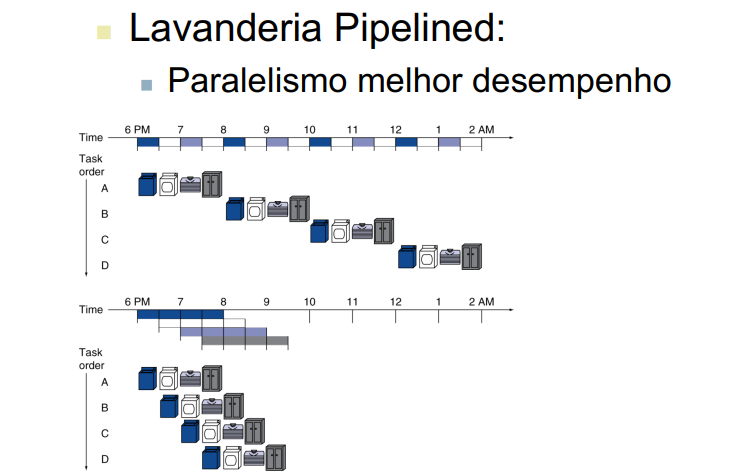 Lavanderia Pipelined:
Paralelismo melhor desempenho
6 PM 7 8 9 10 11 12 1 2 AM
Time
Task
order
A
B
C
D
6 PM 7 8 9 10 11 12 1 2 AM
Time
Task
order
A
B
C
D